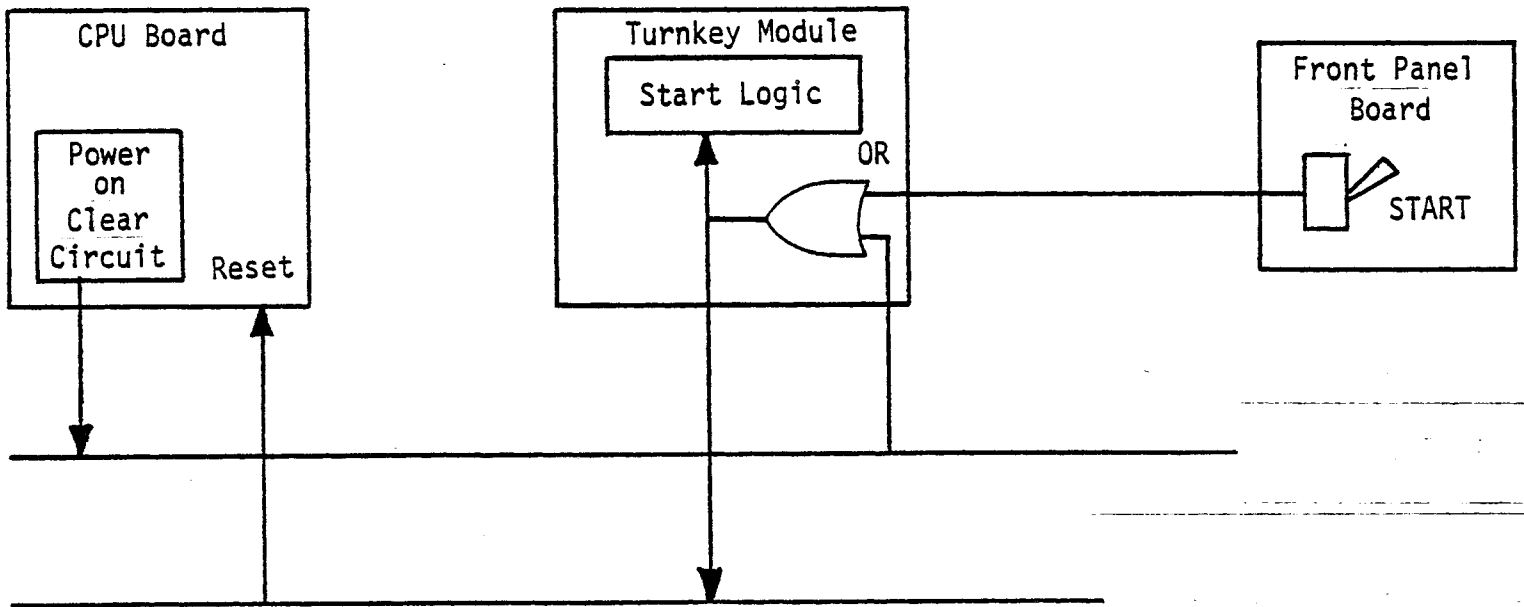 CPU Board
Power
on
Clear
Circuit
Reset
Turnkey Module
Start Logic
OR
Front Panel
Board
START